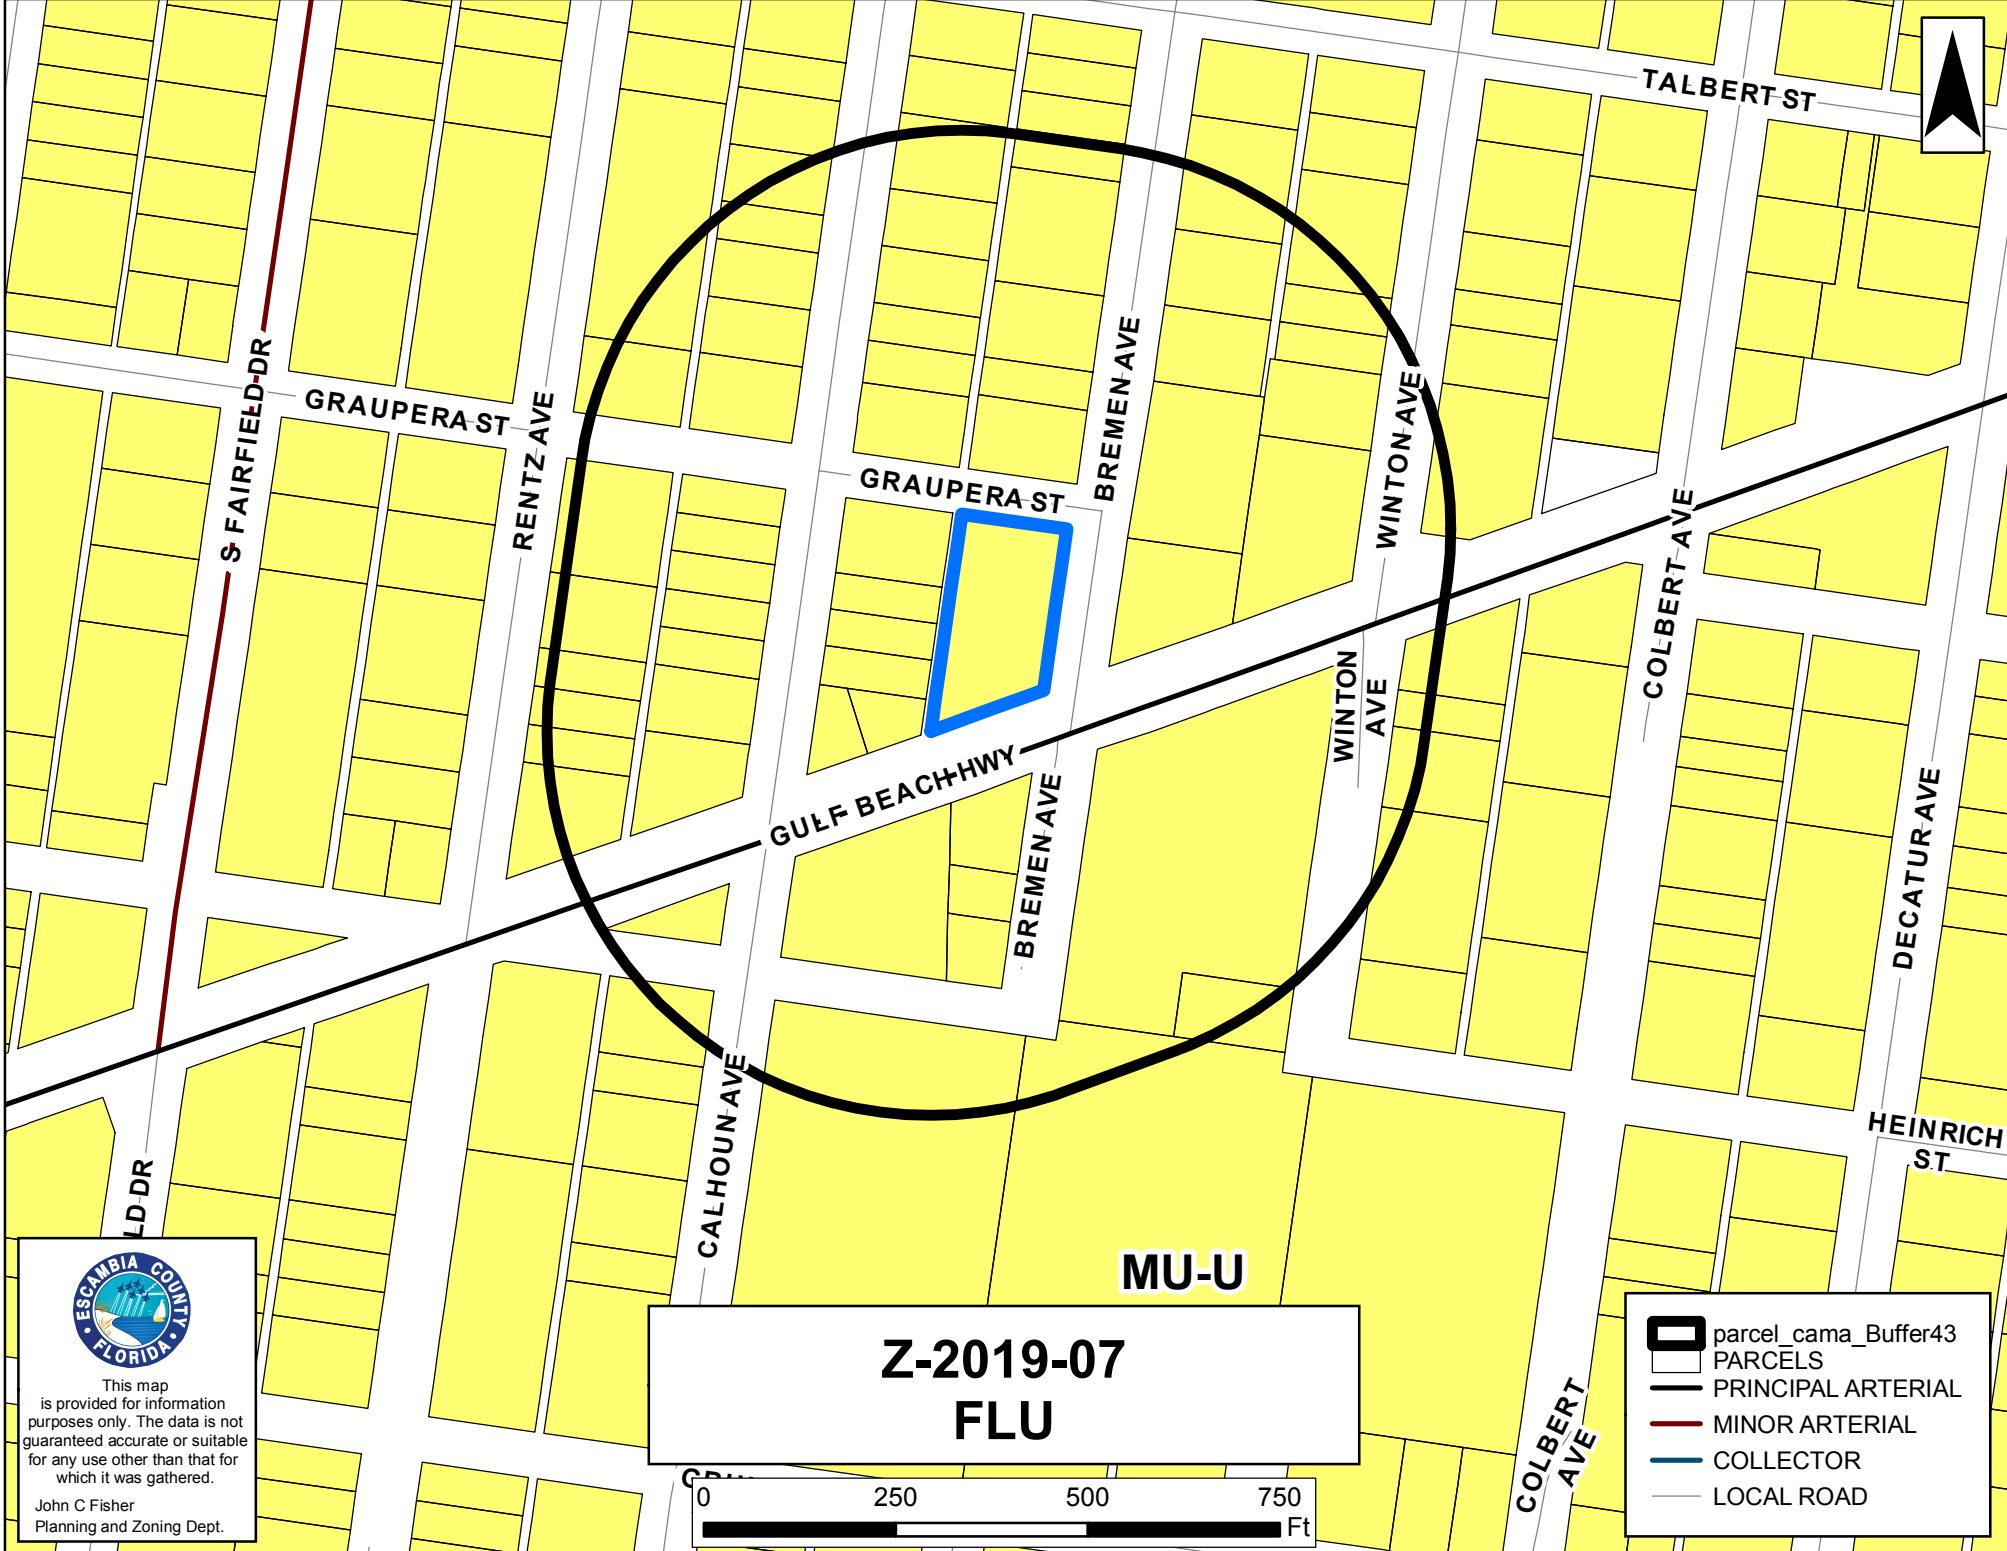 TALBERT ST
S FAIRFIELD DR
GRAUPERA ST
RENTZ AVE
GRAUPERA ST
BREMEN AVE
WINTON AVE
COLBERT AVE
WINTON
AVE
GULF BEACH HWY
BREMEN AVE
DECATUR AVE
CALHOUN AVE
HEINRICH
ST
LD DR
MU-U
COLBERT
AVE
ESCAMBIA COUNTY
FLORIDA
This map
is provided for information
purposes only. The data is not
guaranteed accurate or suitable
for any use other than that for
which it was gathered.
John C Fisher
Planning and Zoning Dept.
Z-2019-07
FLU
0 250 500 750
Ft
parcel_cama_Buffer43
PARCELS
PRINCIPAL ARTERIAL
MINOR ARTERIAL
COLLECTOR
LOCAL ROAD